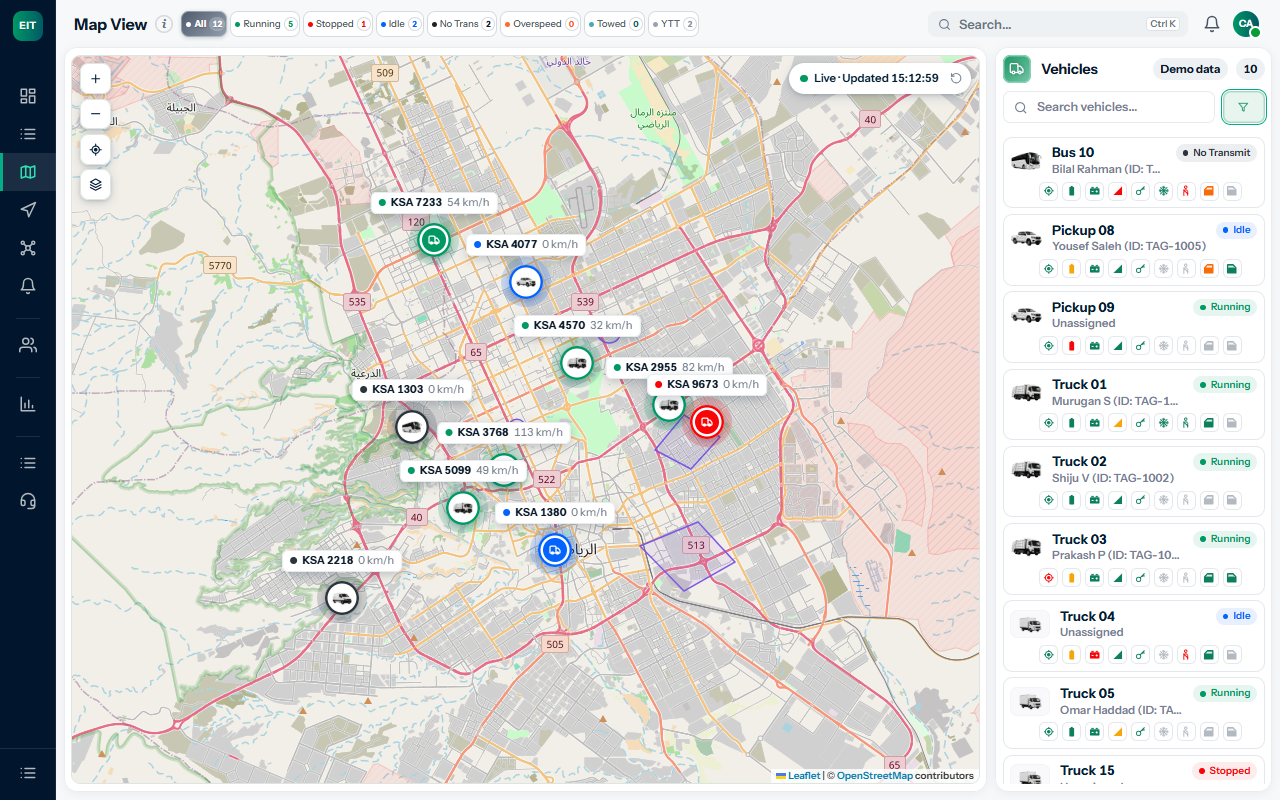 EIT
Map View
i
All 12
Running 5
Stopped 1
Idle 2
No Trans 2
Overspeed 0
Towed 0
YTT 2
Search...
Ctrl K
CA
Live · Updated 15:12:59
509
خالد الدولي
الجبيلة
منتزه الرمال
الرياضي
40
KSA 7233 54 km/h
120
KSA 4077 0 km/h
5770
535
539
KSA 4570 32 km/h
65
KSA 2955 82 km/h
الدرعية
KSA 9673 0 km/h
KSA 1303 0 km/h
KSA 3768 113 km/h
KSA 5099 49 km/h
522
KSA 1380 0 km/h
40
513
KSA 2218 0 km/h
505
65
Leaflet | © OpenStreetMap contributors
Vehicles
Demo data
10
Search vehicles...
Bus 10
No Transmit
Bilal Rahman (ID: T...
Pickup 08
Idle
Yousef Saleh (ID: TAG-1005)
Pickup 09
Running
Unassigned
Truck 01
Running
Murugan S (ID: TAG-1...
Truck 02
Running
Shiju V (ID: TAG-1002)
Truck 03
Running
Prakash P (ID: TAG-10...
Truck 04
Idle
Unassigned
Truck 05
Running
Omar Haddad (ID: TA...
Truck 15
Stopped